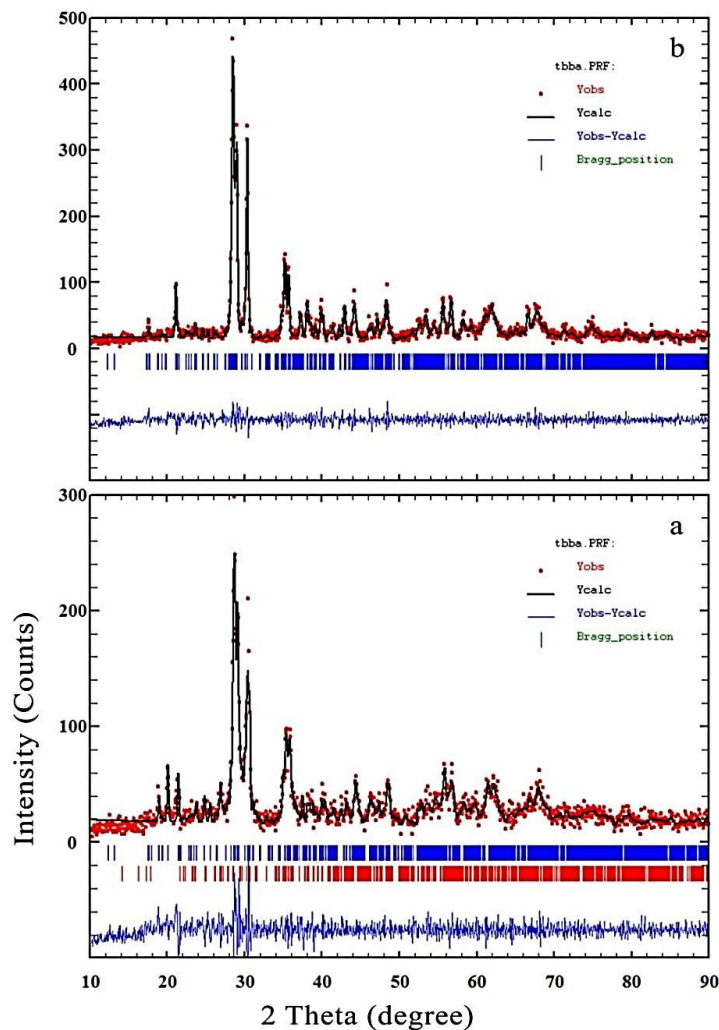 500
b
tbba.PRF:
Yobs
400
Ycalc
Yobs-Ycalc
Bragg_position
300
200
100
0
300
a
tbba.PRF:
Yobs
Ycalc
Yobs-Ycalc
200
Bragg_position
100
0
Intensity (Counts)
10 20 30 40 50 60 70 80 90
2 Theta (degree)